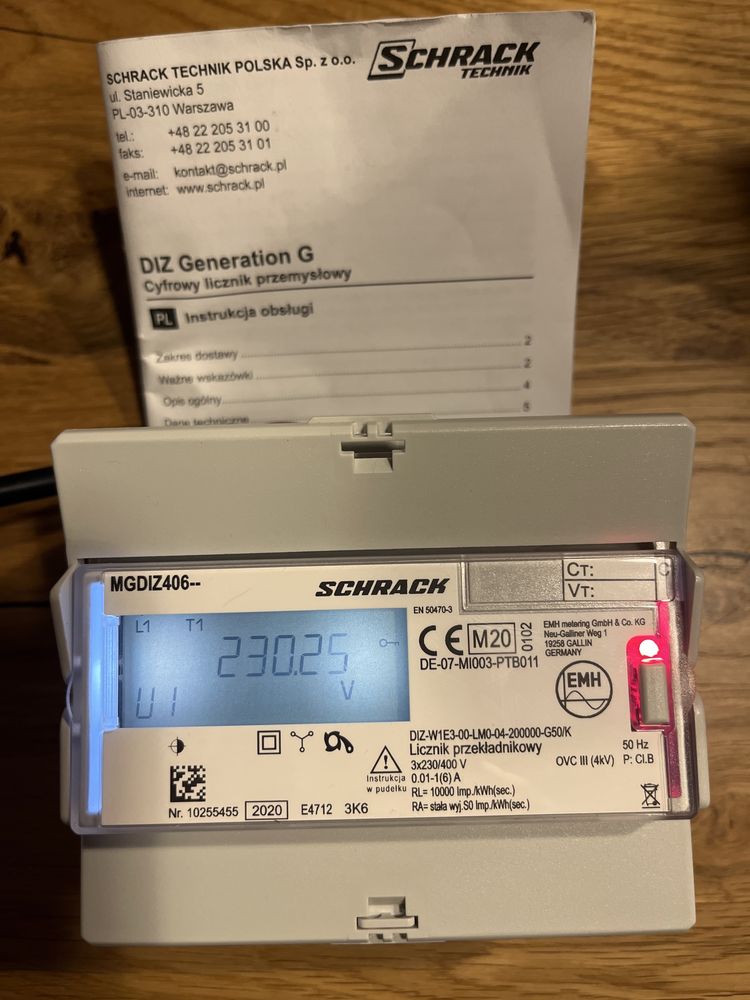 SCHRACK TECHNIK POLSKA Sp. z o.o.
ul. Staniewicka 5
PL-03-310 Warszawa
tel.: +48 22 205 31 00
faks: +48 22 205 31 01
e-mail: kontakt@schrack.pl
internet: www.schrack.pl
SCHRACK
TECHNIK
DIZ Generation G
Cyfrowy licznik przemysłowy
PL Instrukcja obsługi
Zakres dostawy 2
Ważne wskazówki 2
Opis ogólny 4
Dane techniczne 5
MGDIZ406--
SCHRACK
EN 50470-3
CT:
C
VT:
L1 T1
230.25
V
U1
CE M20 0102
DE-07-MI003-PTB011
EMH metering GmbH & Co. KG
Neu-Galliner Weg 1
19258 GALLIN
GERMANY
EMH
DIZ-W1E3-00-LM0-04-200000-G50/K
Licznik przekładnikowy
3x230/400 V
0.01-1(6) A
RL= 10000 Imp./kWh(sec.)
RA= stała wyj.S0 Imp./kWh(sec.)
50 Hz
OVC III (4kV) P: Cl.B
Instrukcja
w pudełku
Nr. 10255455 2020 E4712 3K6